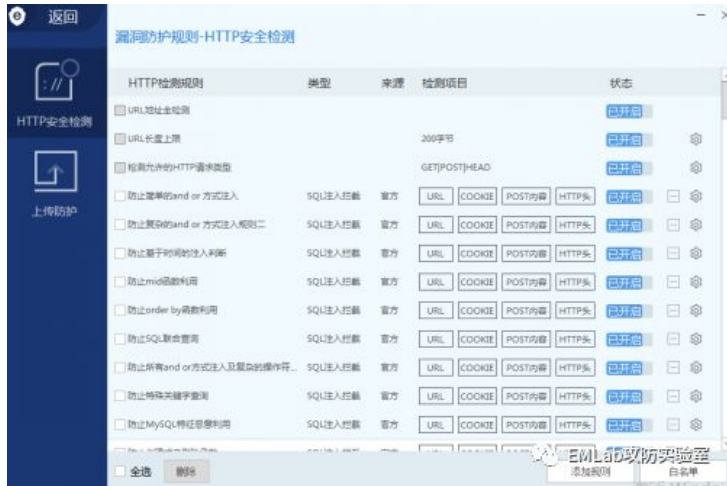 返回
漏洞防护规则-HTTP安全检测
HTTP安全检测
上传防护
HTTP检测规则 类型 来源 检测项目 状态
URL地址全检测 已开启
URL长度上限 200字节 已开启
检测允许的HTTP请求类型 GET|POST|HEAD 已开启
防止简单的and or 方式注入 SQL注入拦截 官方 URL COOKIE POST内容 HTTP头 已开启
防止复杂的and or 方式注入规则二 SQL注入拦截 官方 URL COOKIE POST内容 HTTP头 已开启
防止基于时间的注入判断 SQL注入拦截 官方 URL COOKIE POST内容 HTTP头 已开启
防止mid函数利用 SQL注入拦截 官方 URL COOKIE POST内容 HTTP头 已开启
防止order by函数利用 SQL注入拦截 官方 URL COOKIE POST内容 HTTP头 已开启
防止SQL联合查询 SQL注入拦截 官方 URL COOKIE POST内容 HTTP头 已开启
防止所有and or方式注入及复杂的操作符... SQL注入拦截 官方 URL COOKIE POST内容 HTTP头 已开启
防止特殊关键字查询 SQL注入拦截 官方 URL COOKIE POST内容 HTTP头 已开启
防止MySQL特征恶意利用 SQL注入拦截 官方 URL COOKIE POST内容 HTTP头 已开启
EMLab攻防实验室
全选 删除 添加规则 白名单